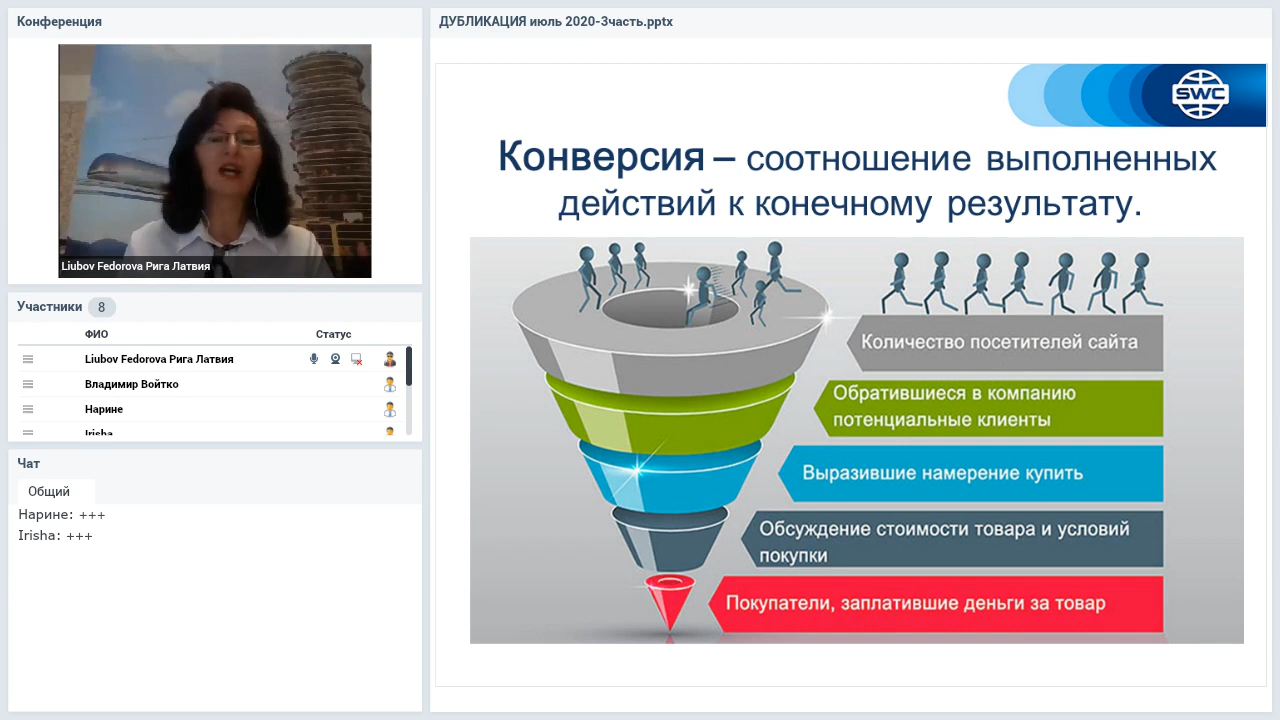 Конференция
Liubov Fedorova Рига Латвия
Участники 8
ФИО Статус
Liubov Fedorova Рига Латвия
Владимир Войтко
Нарине
Irisha
Чат
Общий
Нарине: +++
Irisha: +++
ДУБЛИКАЦИЯ июль 2020-3часть.pptx
SWC
Конверсия – соотношение выполненных
действий к конечному результату.
Количество посетителей сайта
Обратившиеся в компанию
потенциальные клиенты
Выразившие намерение купить
Обсуждение стоимости товара и условий
покупки
Покупатели, заплатившие деньги за товар